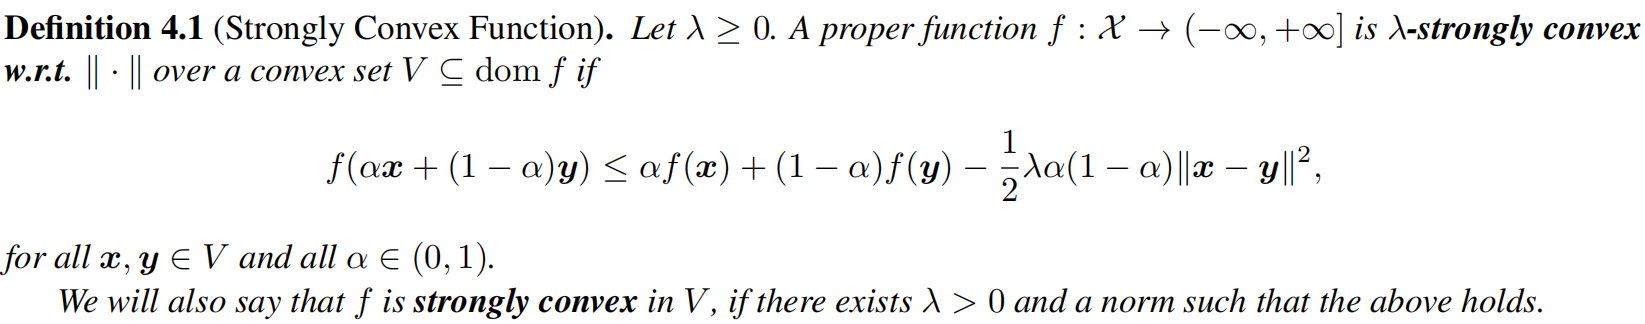 Definition 4.1 (Strongly Convex Function). Let λ ≥ 0. A proper function f : 𝒳 → (−∞, +∞] is λ-strongly convex
w.r.t. ‖ · ‖ over a convex set V ⊆ dom f if
f(αx + (1 − α)y) ≤ αf(x) + (1 − α)f(y) − \frac{1}{2}λα(1 − α)‖x − y‖²,
for all x, y ∈ V and all α ∈ (0, 1).
We will also say that f is strongly convex in V, if there exists λ > 0 and a norm such that the above holds.